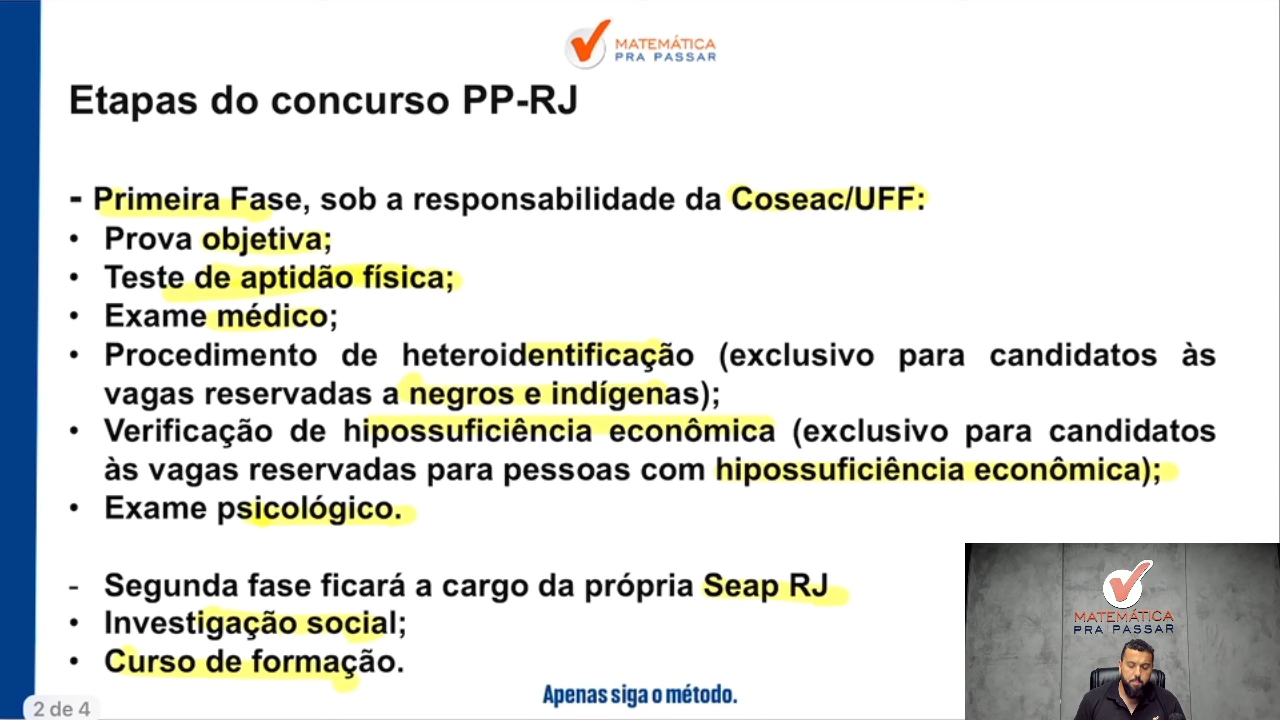 MATEMÁTICA
PRA PASSAR
Etapas do concurso PP-RJ
- Primeira Fase, sob a responsabilidade da Coseac/UFF:
• Prova objetiva;
• Teste de aptidão física;
• Exame médico;
• Procedimento de heteroidentificação (exclusivo para candidatos às
vagas reservadas a negros e indígenas);
• Verificação de hipossuficiência econômica (exclusivo para candidatos
às vagas reservadas para pessoas com hipossuficiência econômica);
• Exame psicológico.
- Segunda fase ficará a cargo da própria Seap RJ
• Investigação social;
• Curso de formação.
MATEMÁTICA
PRA PASSAR
Apenas siga o método.
2 de 4